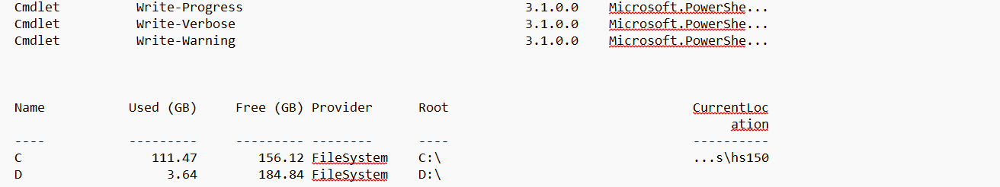 Cmdlet Write-Progress 3.1.0.0 Microsoft.PowerShe...
Cmdlet Write-Verbose 3.1.0.0 Microsoft.PowerShe...
Cmdlet Write-Warning 3.1.0.0 Microsoft.PowerShe...
Name Used (GB) Free (GB) Provider Root CurrentLoc
ation
---- --------- --------- -------- ---- ----------
C 111.47 156.12 FileSystem C:\ ...s\hs150
D 3.64 184.84 FileSystem D:\